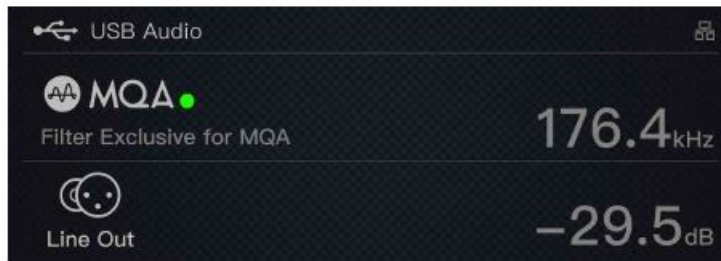 USB Audio
MQA
Filter Exclusive for MQA
176.4kHz
Line Out
-29.5dB